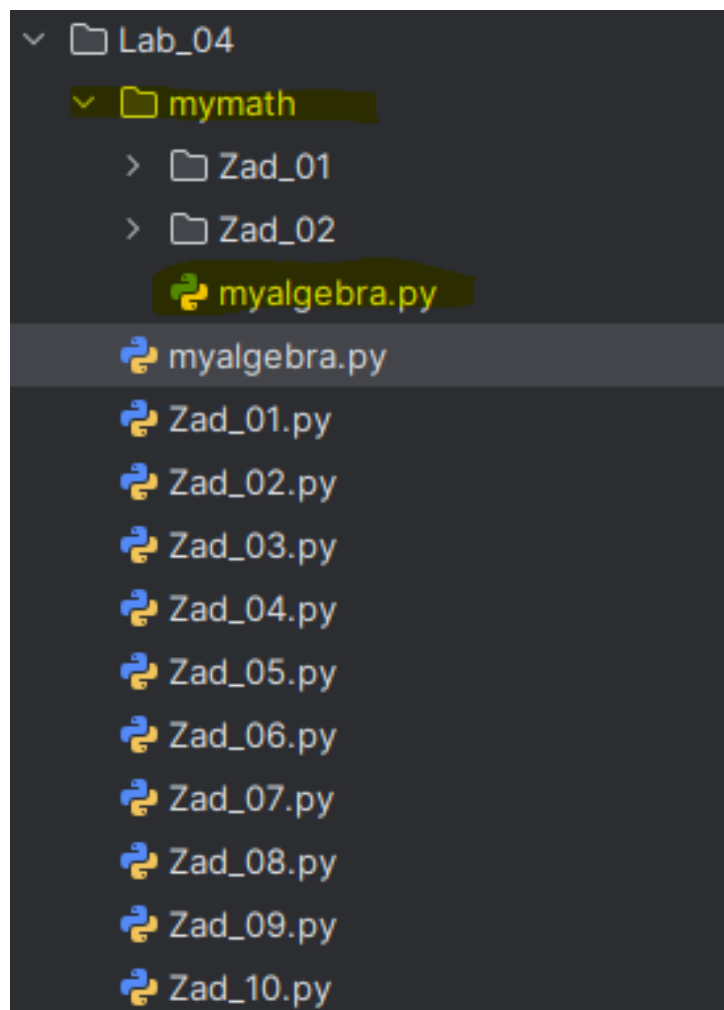 Lab_04
mymath
Zad_01
Zad_02
myalgebra.py
myalgebra.py
Zad_01.py
Zad_02.py
Zad_03.py
Zad_04.py
Zad_05.py
Zad_06.py
Zad_07.py
Zad_08.py
Zad_09.py
Zad_10.py